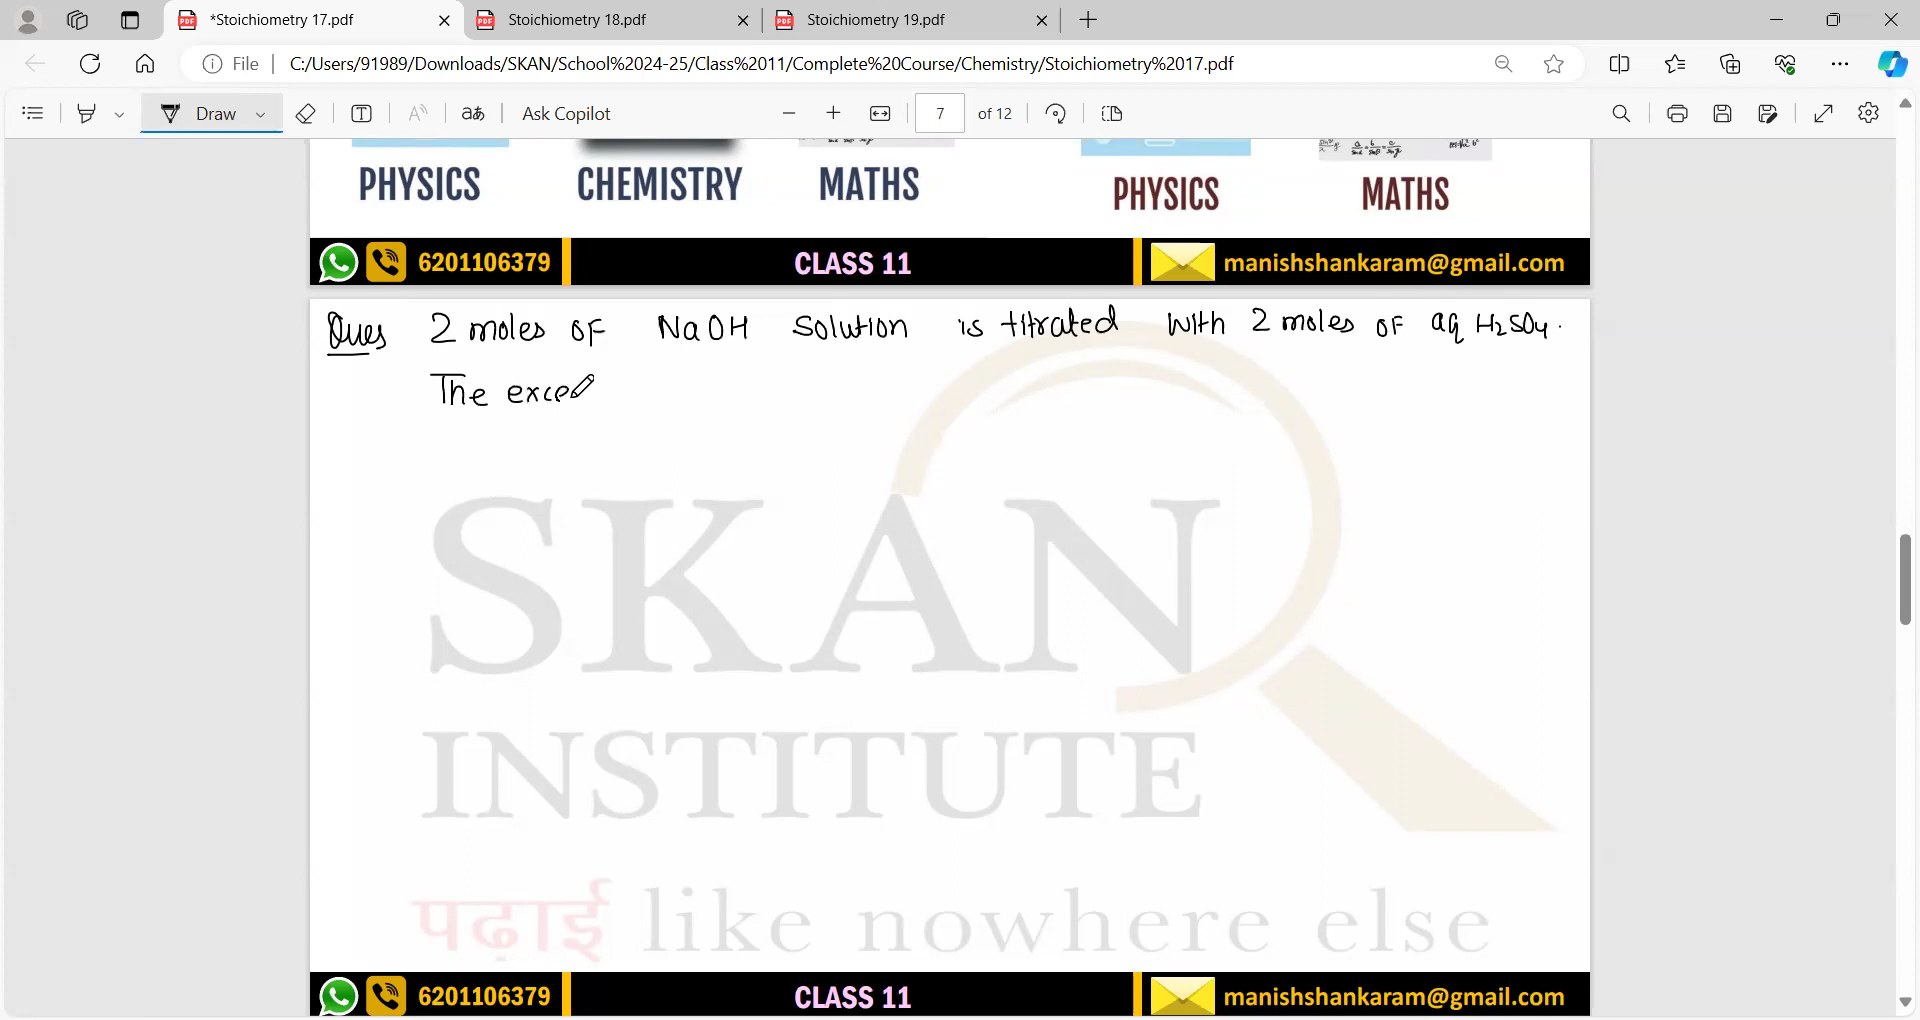 *Stoichiometry 17.pdf
Stoichiometry 18.pdf
Stoichiometry 19.pdf
File
C:/Users/91989/Downloads/SKAN/School%2024-25/Class%2011/Complete%20Course/Chemistry/Stoichiometry%2017.pdf
Draw
aあ
Ask Copilot
7 of 12
PHYSICS CHEMISTRY MATHS PHYSICS MATHS
6201106379 CLASS 11 manishshankaram@gmail.com
Ques 2 moles of NaOH solution is titrated with 2 moles of aq H₂SO₄.
The exce
SKAN
INSTITUTE
पढ़ाई like nowhere else
6201106379 CLASS 11 manishshankaram@gmail.com